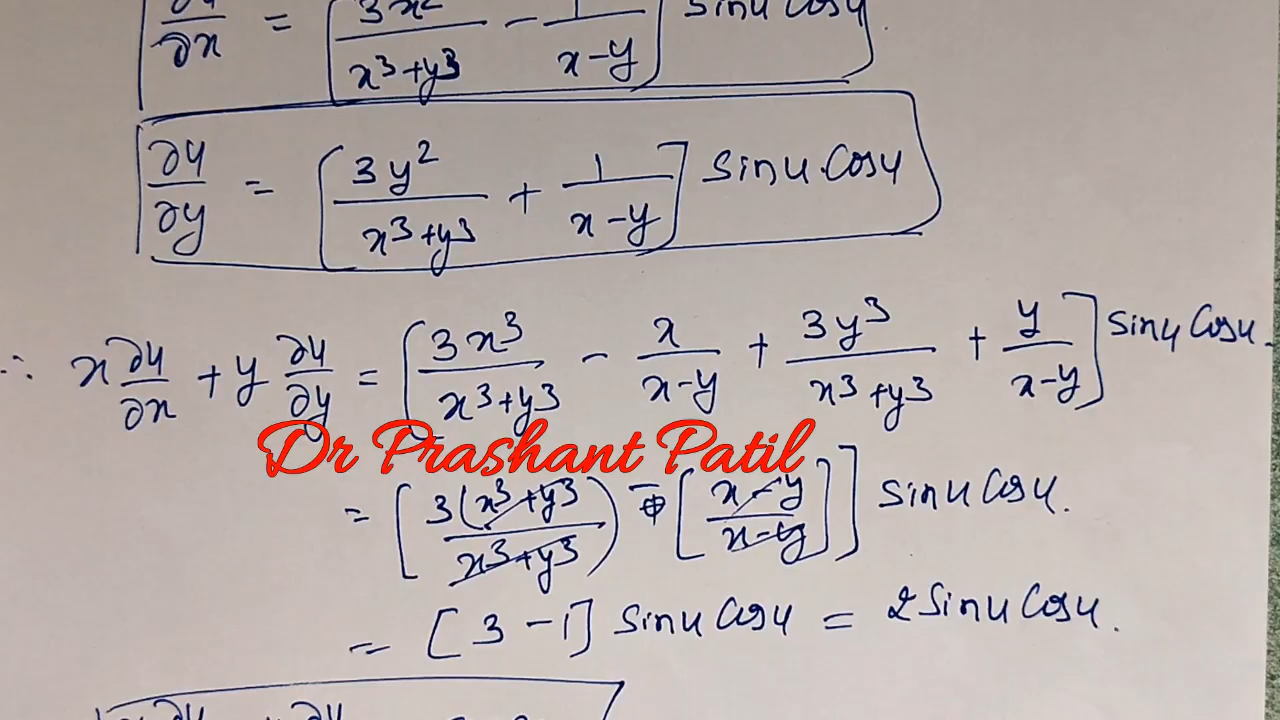 ∂u/∂x = [3x²/(x³+y³) − 1/(x−y)] sinu cosu.
∂u/∂y = [3y²/(x³+y³) + 1/(x−y)] sinu.cosu
∴ x ∂u/∂x + y ∂u/∂y = [3x³/(x³+y³) − x/(x−y) + 3y³/(x³+y³) + y/(x−y)] sinu cosu.
Dr Prashant Patil
= [3(x³+y³)/(x³+y³) − [(x−y)/(x−y)]] sinu cosu.
= [3−1] sinu cosu = 2 sinu cosu.